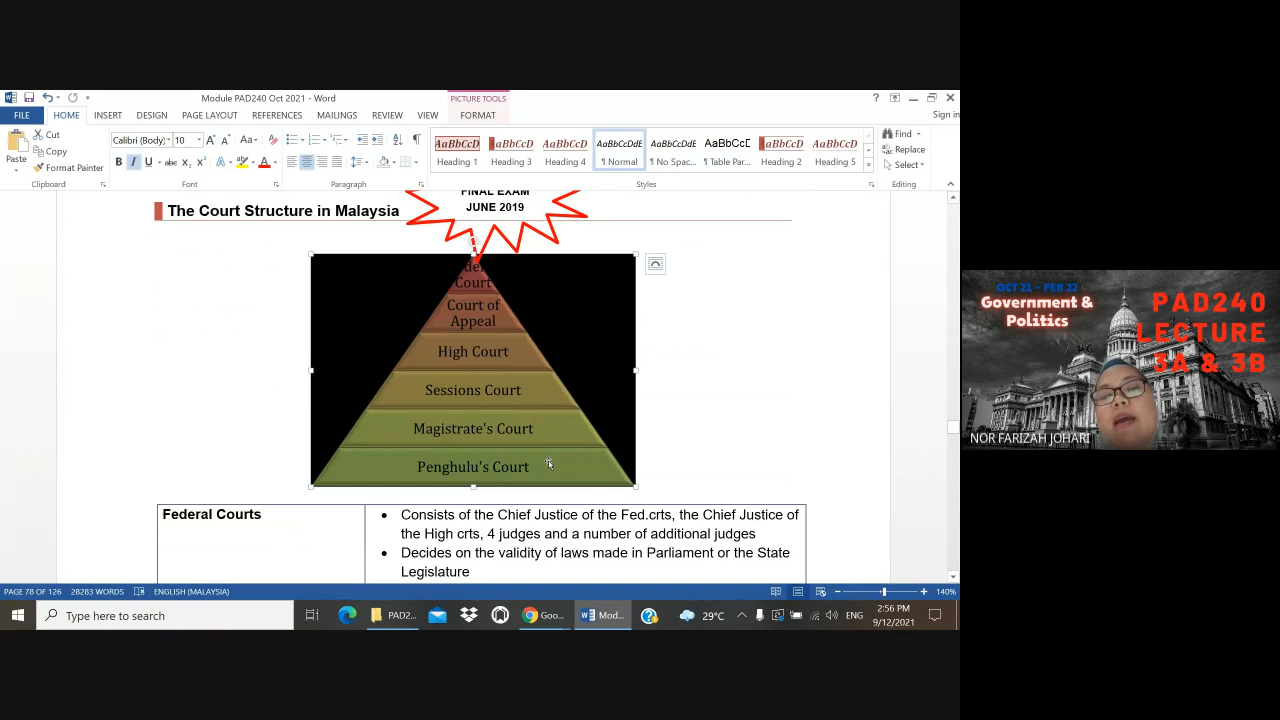 Module PAD240 Oct 2021 - Word
PICTURE TOOLS
Sign in
FILE
HOME
INSERT
DESIGN
PAGE LAYOUT
REFERENCES
MAILINGS
REVIEW
VIEW
FORMAT
Paste
Cut
Copy
Format Painter
Calibri (Body)
10
AaBbCcD
Heading 1
AaBbCcD
Heading 3
AaBbCcD
Heading 4
AaBbCcDdE
¶ Normal
AaBbCcDdE
¶ No Spac...
AaBbCcD
¶ Table Par...
AaBbCcD
Heading 2
AaBbCcD
Heading 5
Find
Replace
Select
Clipboard
Font
Paragraph
Styles
Editing
FINAL EXAM
JUNE 2019
The Court Structure in Malaysia
Court
Court of
Appeal
High Court
Sessions Court
Magistrate's Court
Penghulu's Court
Federal Courts
• Consists of the Chief Justice of the Fed.crts, the Chief Justice of
the High crts, 4 judges and a number of additional judges
• Decides on the validity of laws made in Parliament or the State
Legislature
PAGE 78 OF 126
28283 WORDS
ENGLISH (MALAYSIA)
140%
Type here to search
PAD2...
Goo...
Mod...
29°C
ENG
2:56 PM
9/12/2021
OCT 21 - FEB 22
Government &
Politics
PAD240
LECTURE
3A & 3B
NOR FARIZAH JOHARI